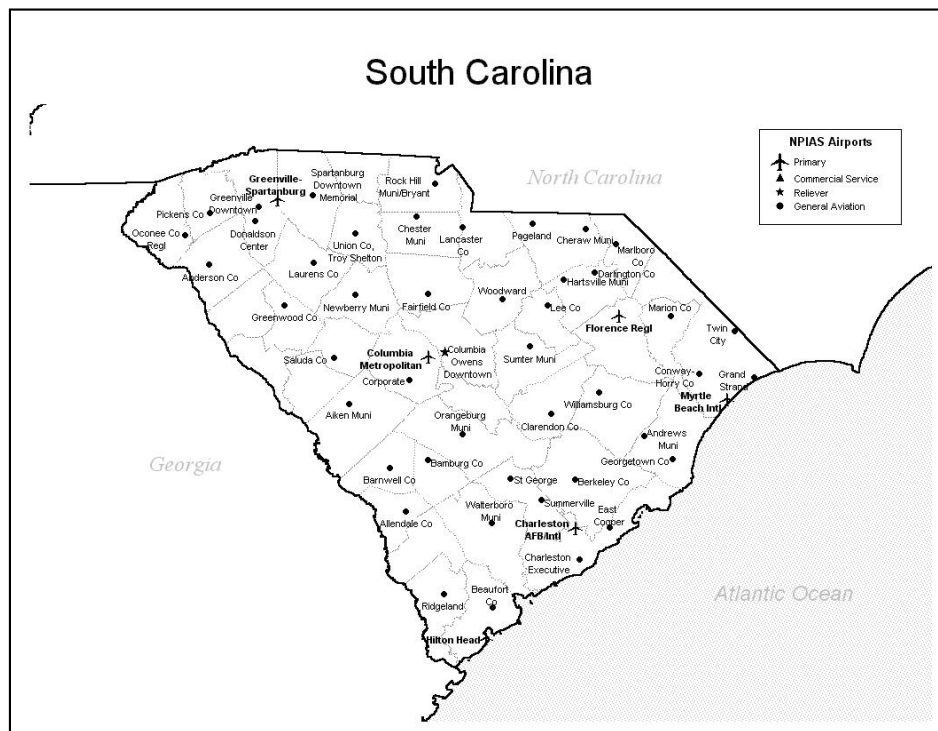 South Carolina
NPIAS Airports
Primary
Commercial Service
Reliever
General Aviation
North Carolina
Georgia
Atlantic Ocean
Greenville-
Spartanburg
Spartanburg
Downtown
Memorial
Rock Hill
Muni/Bryant
Pickens Co
Greenville
Downtown
Oconee Co
Regl
Donaldson
Center
Union Co,
Troy Shelton
Chester
Muni
Lancaster
Co
Pageland
Cheraw Muni
Marlboro
Co
Anderson Co
Laurens Co
Darlington Co
Hartsville Muni
Greenwood Co
Newberry Muni
Fairfield Co
Woodward
Lee Co
Florence Regl
Marion Co
Twin
City
Saluda Co
Columbia
Metropolitan
Columbia
Owens
Downtown
Sumter Muni
Conway-
Horry Co
Grand
Strand
Corporate
Myrtle
Beach Intl
Aiken Muni
Orangeburg
Muni
Clarendon Co
Williamsburg Co
Andrews
Muni
Georgetown Co
Barnwell Co
Bamburg Co
St George
Berkeley Co
Allendale Co
Walterboro
Muni
Summerville
Charleston
AFB/Intl
East
Cooper
Charleston
Executive
Ridgeland
Beaufort
Co
Hilton Head